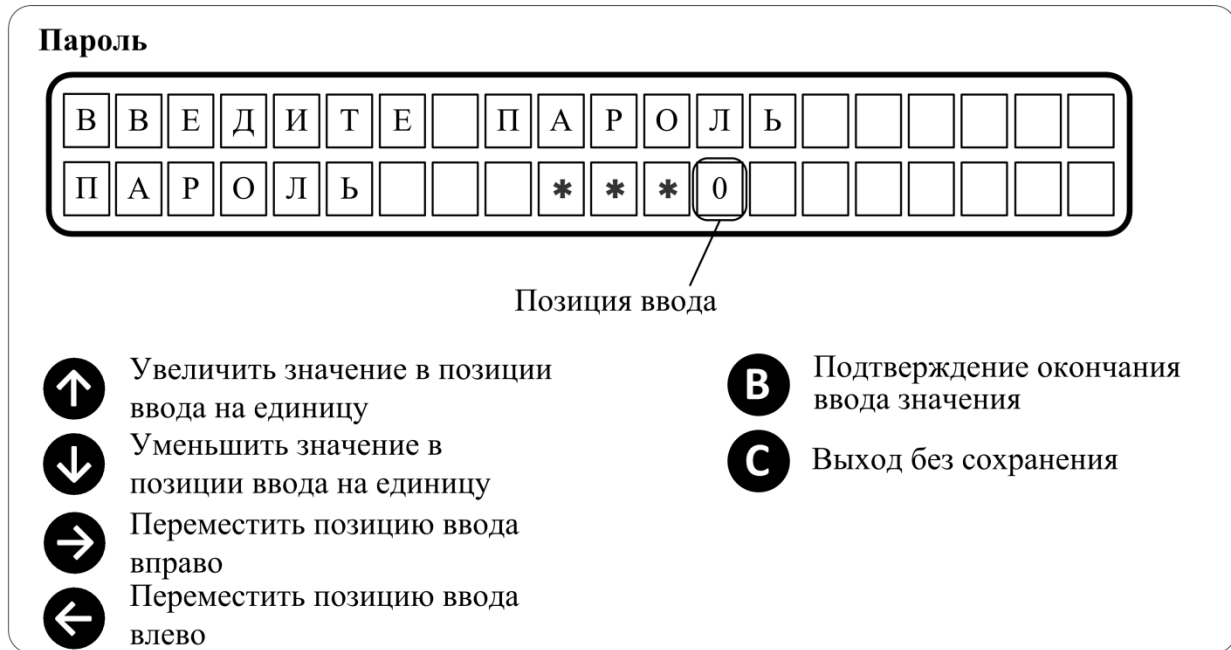 Пароль
ВВЕДИТЕ ПАРОЛЬ
ПАРОЛЬ ***0
Позиция ввода
↑ Увеличить значение в позиции
ввода на единицу
↓ Уменьшить значение в
позиции ввода на единицу
→ Переместить позицию ввода
вправо
← Переместить позицию ввода
влево
B Подтверждение окончания
ввода значения
C Выход без сохранения